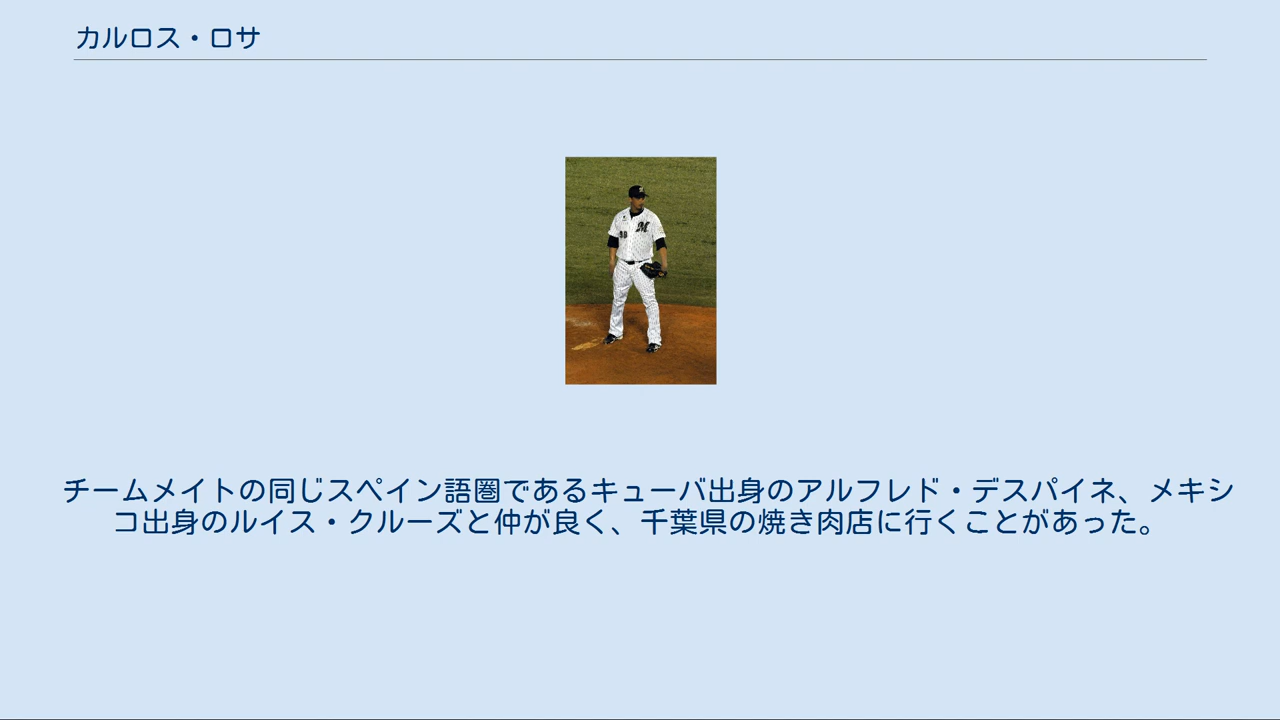 カルロス・ロサ
チームメイトの同じスペイン語圏であるキューバ出身のアルフレド・デスパイネ、メキシ
コ出身のルイス・クルーズと仲が良く、千葉県の焼き肉店に行くことがあった。